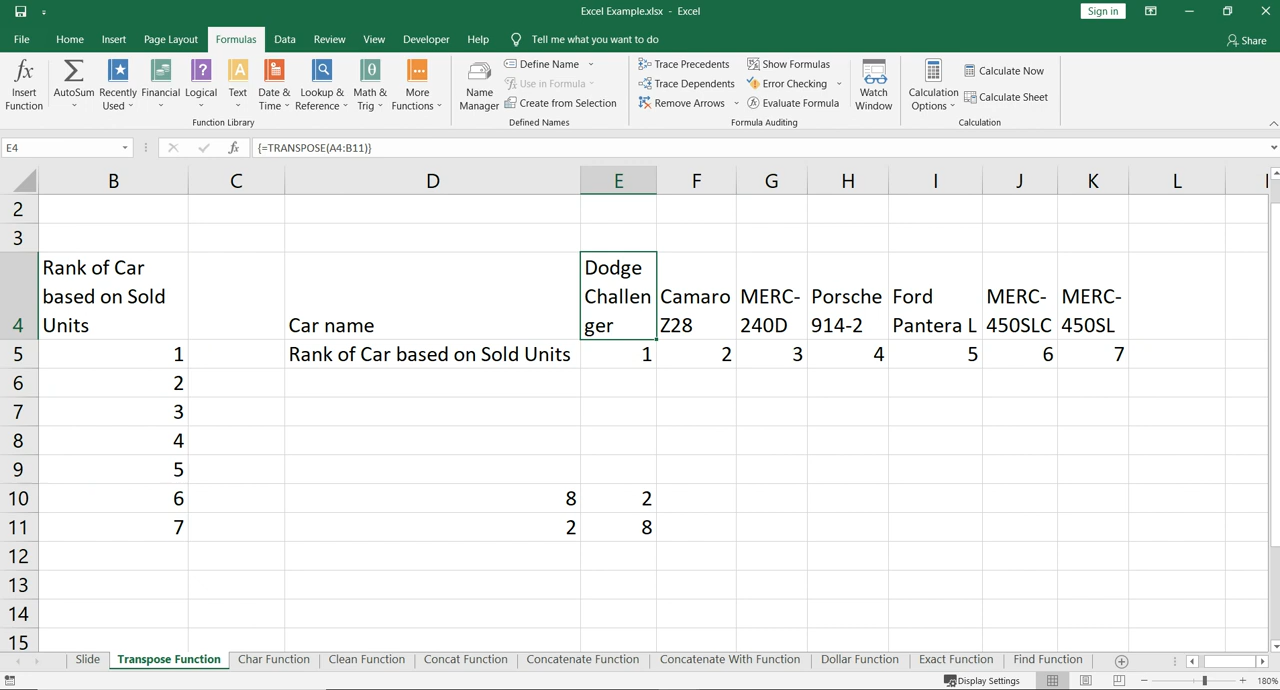 Excel Example.xlsx - Excel
Sign in
File Home Insert Page Layout Formulas Data Review View Developer Help Tell me what you want to do
Share
fx
Insert Function
AutoSum
Recently Used
Financial
Logical
Text
Date & Time
Lookup & Reference
Math & Trig
More Functions
Function Library
Name Manager
Define Name
Use in Formula
Create from Selection
Defined Names
Trace Precedents
Trace Dependents
Remove Arrows
Show Formulas
Error Checking
Evaluate Formula
Formula Auditing
Watch Window
Calculation Options
Calculate Now
Calculate Sheet
Calculation
E4
fx
{=TRANSPOSE(A4:B11)}
B C D E F G H I J K L
2
3
4
Rank of Car
based on Sold
Units
Car name
Dodge
Challen
ger
Camaro
Z28
MERC-
240D
Porsche
914-2
Ford
Pantera L
MERC-
450SLC
MERC-
450SL
5 1 Rank of Car based on Sold Units 1 2 3 4 5 6 7
6 2
7 3
8 4
9 5
10 6 8 2
11 7 2 8
12
13
14
15
Slide Transpose Function Char Function Clean Function Concat Function Concatenate Function Concatenate With Function Dollar Function Exact Function Find Function
Display Settings
180%